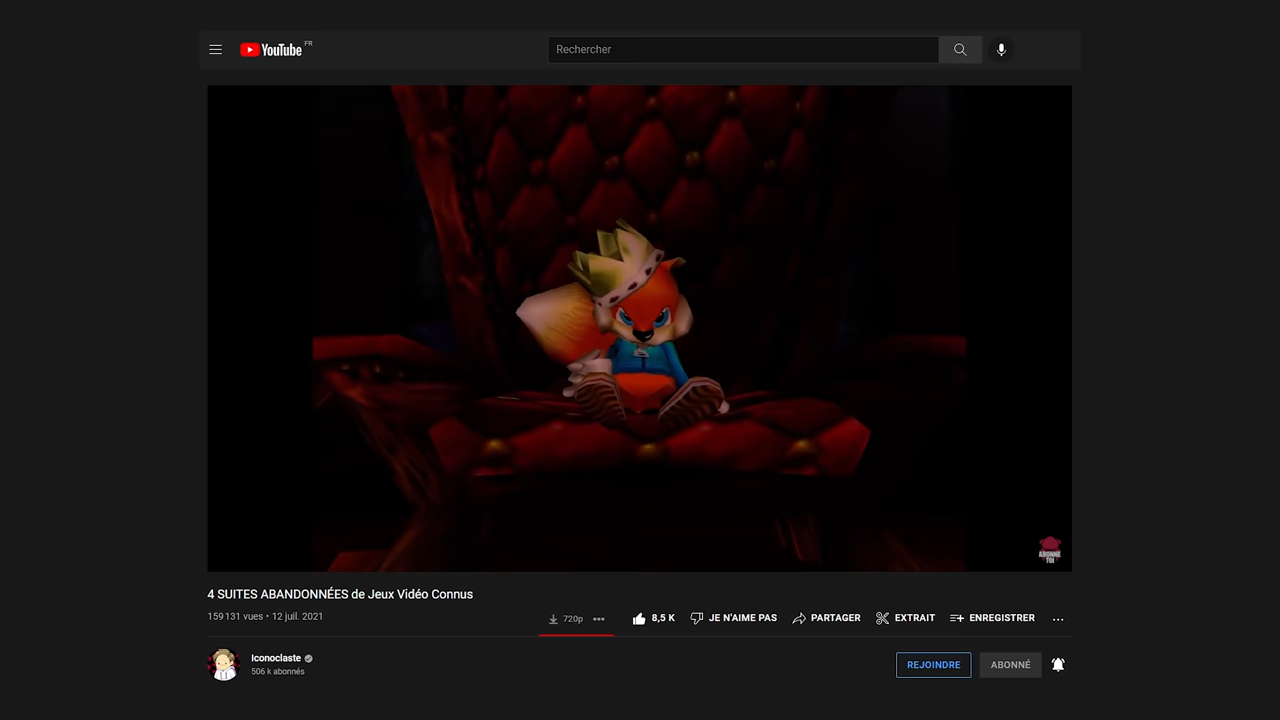 YouTube FR
Rechercher
ABONNE
TOI
4 SUITES ABANDONNÉES de Jeux Vidéo Connus
159 131 vues • 12 juil. 2021
720p
8,5 K
JE N'AIME PAS
PARTAGER
EXTRAIT
ENREGISTRER
Iconoclaste
506 k abonnés
REJOINDRE
ABONNÉ